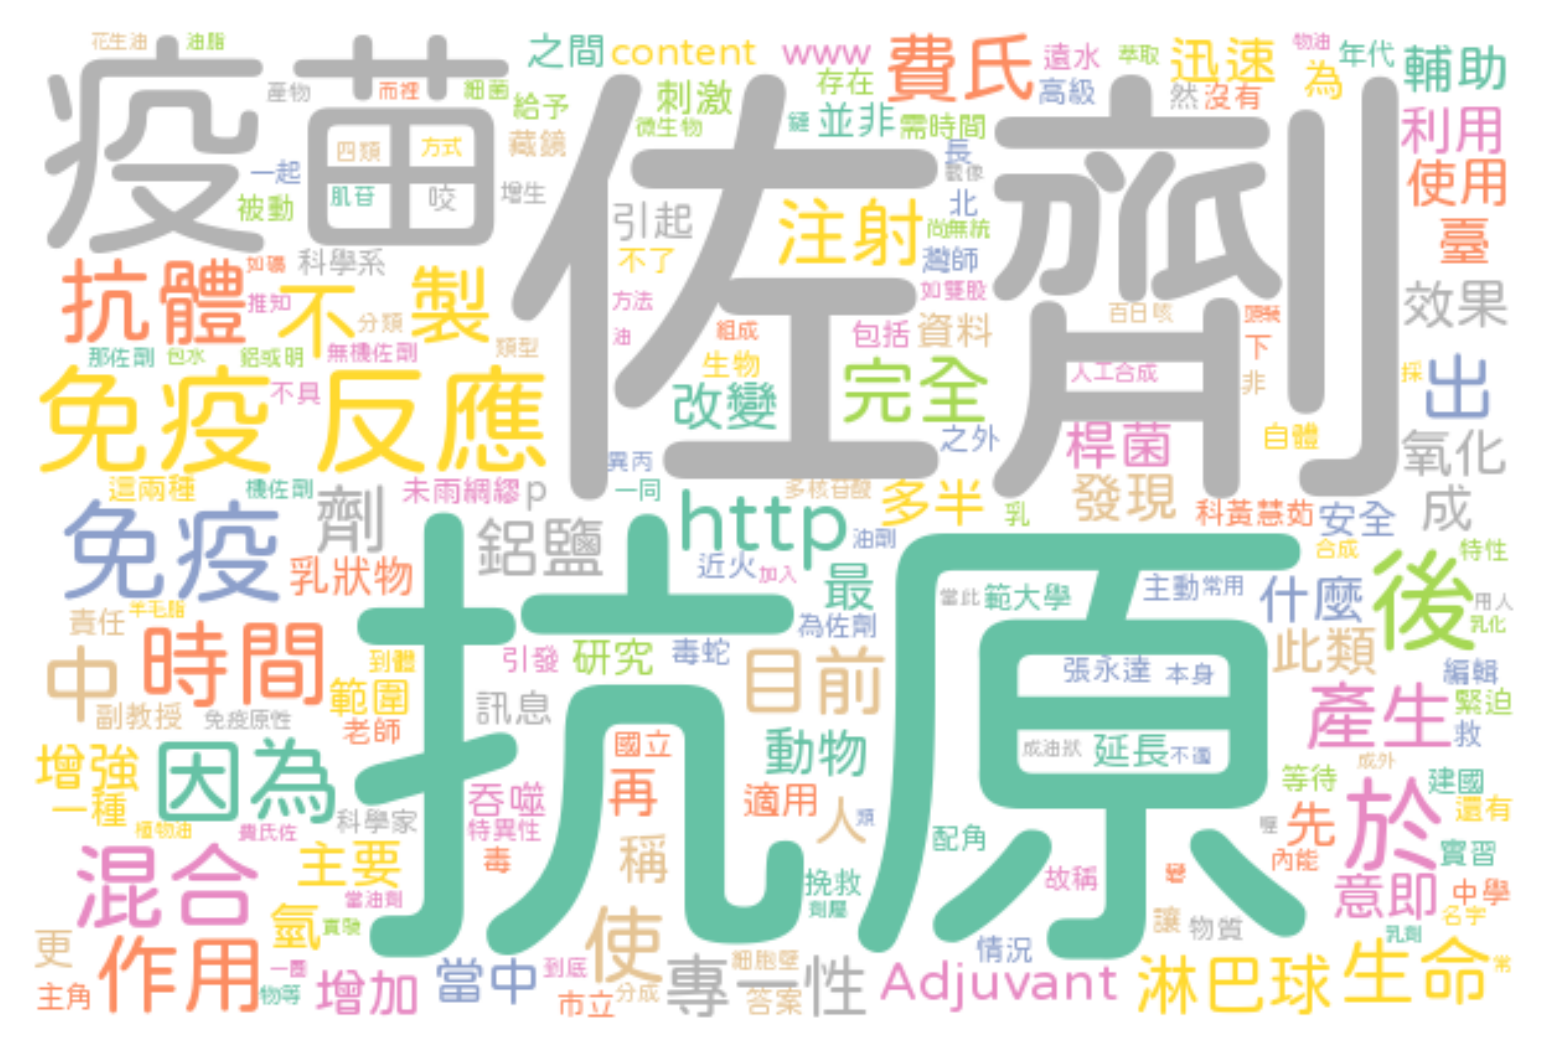 花生油
油脂
之間
content
www
費氏
遠水
萃取
迅速
物油
年代
為
輔助
疫苗
產物
而裡
細菌
給予
刺激
存在
高級
然
沒有
微生物
鏈
並非
需時間
利用
四類
方式
藏鏡
佐劑
長
一起
肌苷
咬
增生
使用
被動
引起
注射
北
尚無統
臺
科學系
不了
灣師
抗體
如礦
推知
不
製
方法
如雙股
效果
分類
油
組成
包括
資料
百日咳
那佐劑
包水
鋁或明
無機佐劑
類型
生物
下
人工合成
非
採
出
免疫反應
不具
改變
完全
桿菌
自體
之外
氧化
異丙
這兩種
機佐劑
未雨綢繆
p
一同
多核苷酸
多半
乳
發現
科黃慧茹
安全
成
免疫
劑
鋁鹽
http
油劑
合成
特性
乳狀物
近火
加入
最
當此
範大學
主動
常用
什麼
後
用人
乳化
責任
羊毛脂
抗原
為佐劑
時間
到體
引發
研究
毒蛇
目前
張永達
本身
此類
編輯
中
範圍
副教授
免疫原性
老師
訊息
產生
緊迫
救
增強
因為
國立
動物
成油狀
延長
不溫
成外
等待
建國
一種
吞噬
再
適用
人
類
於
還有
植物油
費氏佐
科學家
特異性
配角
先
實習
混合
主要
毒
稱
挽救
故稱
內能
意即
中學
當油劑
劑屬
更
氫
實驗
使
讓
物質
名字
乳劑
作用
一圈
情況
細胞壁
主角
物等
增加
當中
到底
市立
分成
專一性
答案
Adjuvant
淋巴球
生命
常